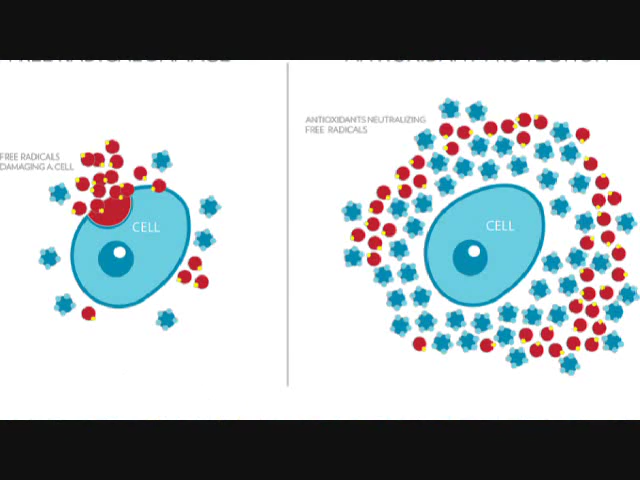 FREE RADICALS
DAMAGING A CELL
CELL
ANTIOXIDANTS NEUTRALIZING
FREE RADICALS
CELL